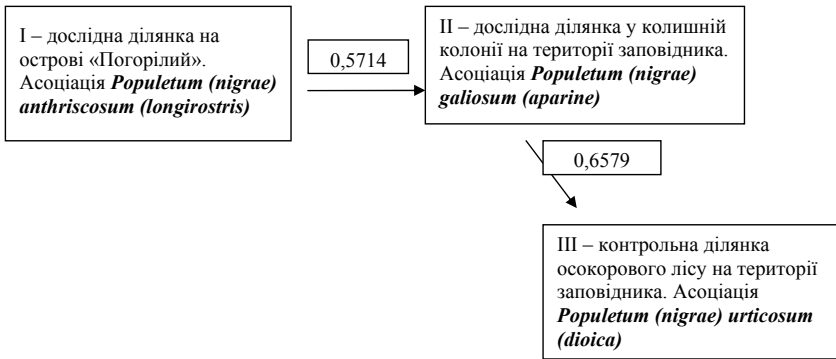 І – дослідна ділянка на
острові «Погорілий».
Асоціація Populetum (nigrae)
anthriscosum (longirostris)
0,5714
ІІ – дослідна ділянка у колишній
колонії на території заповідника.
Асоціація Populetum (nigrae)
galiosum (aparine)
0,6579
ІІІ – контрольна ділянка
осокорового лісу на території
заповідника. Асоціація
Populetum (nigrae) urticosum
(dioica)